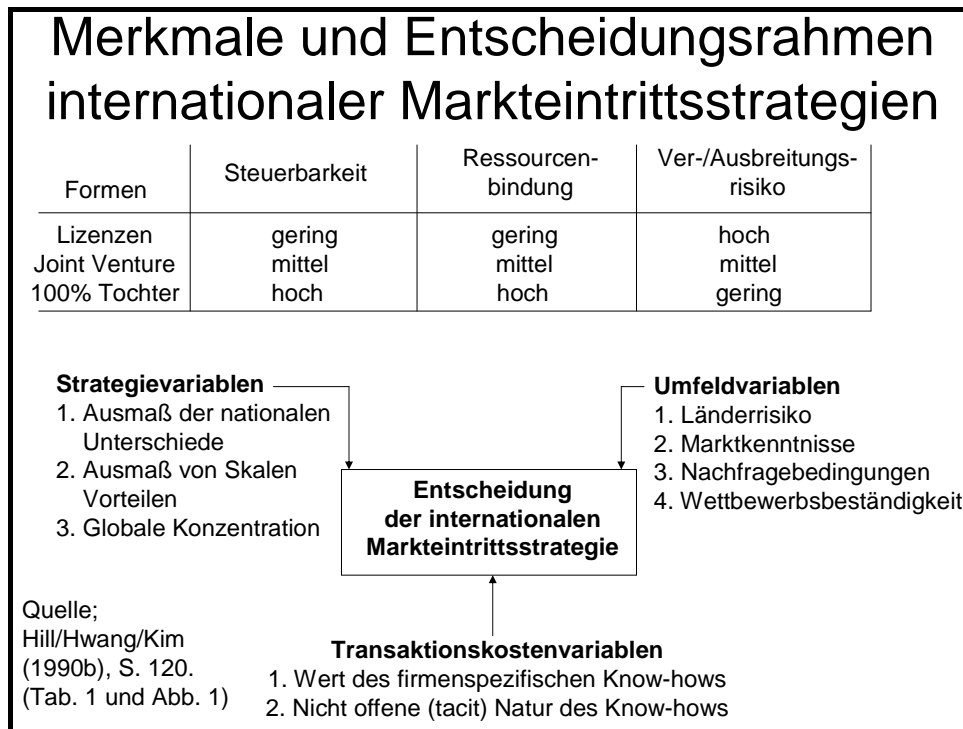 Merkmale und Entscheidungsrahmen
internationaler Markteintrittsstrategien
Formen Steuerbarkeit Ressourcen-
bindung Ver-/Ausbreitungs-
risiko
Lizenzen gering gering hoch
Joint Venture mittel mittel mittel
100% Tochter hoch hoch gering
Strategievariablen
1. Ausmaß der nationalen
Unterschiede
2. Ausmaß von Skalen
Vorteilen
3. Globale Konzentration
Umfeldvariablen
1. Länderrisiko
2. Marktkenntnisse
3. Nachfragebedingungen
4. Wettbewerbsbeständigkeit
Entscheidung
der internationalen
Markteintrittsstrategie
Quelle;
Hill/Hwang/Kim
(1990b), S. 120.
(Tab. 1 und Abb. 1)
Transaktionskostenvariablen
1. Wert des firmenspezifischen Know-hows
2. Nicht offene (tacit) Natur des Know-hows